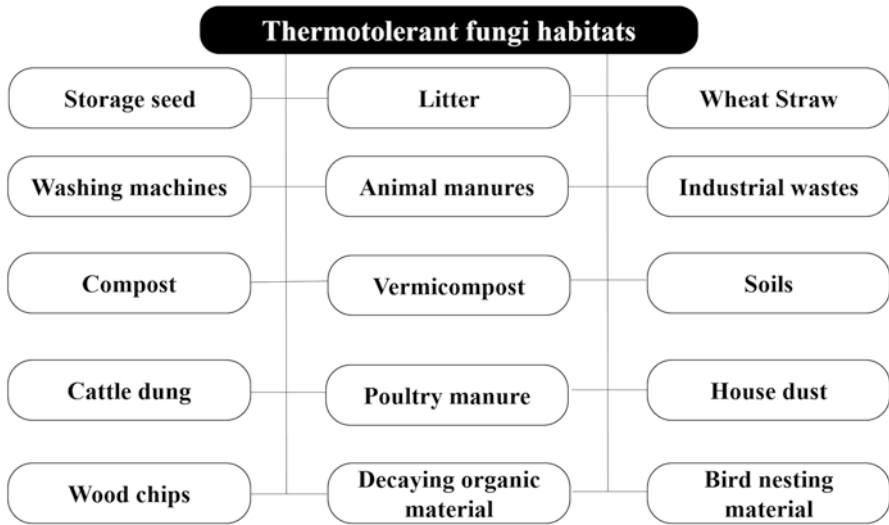 Thermotolerant fungi habitats
Storage seed
Litter
Wheat Straw
Washing machines
Animal manures
Industrial wastes
Compost
Vermicompost
Soils
Cattle dung
Poultry manure
House dust
Wood chips
Decaying organic
material
Bird nesting
material